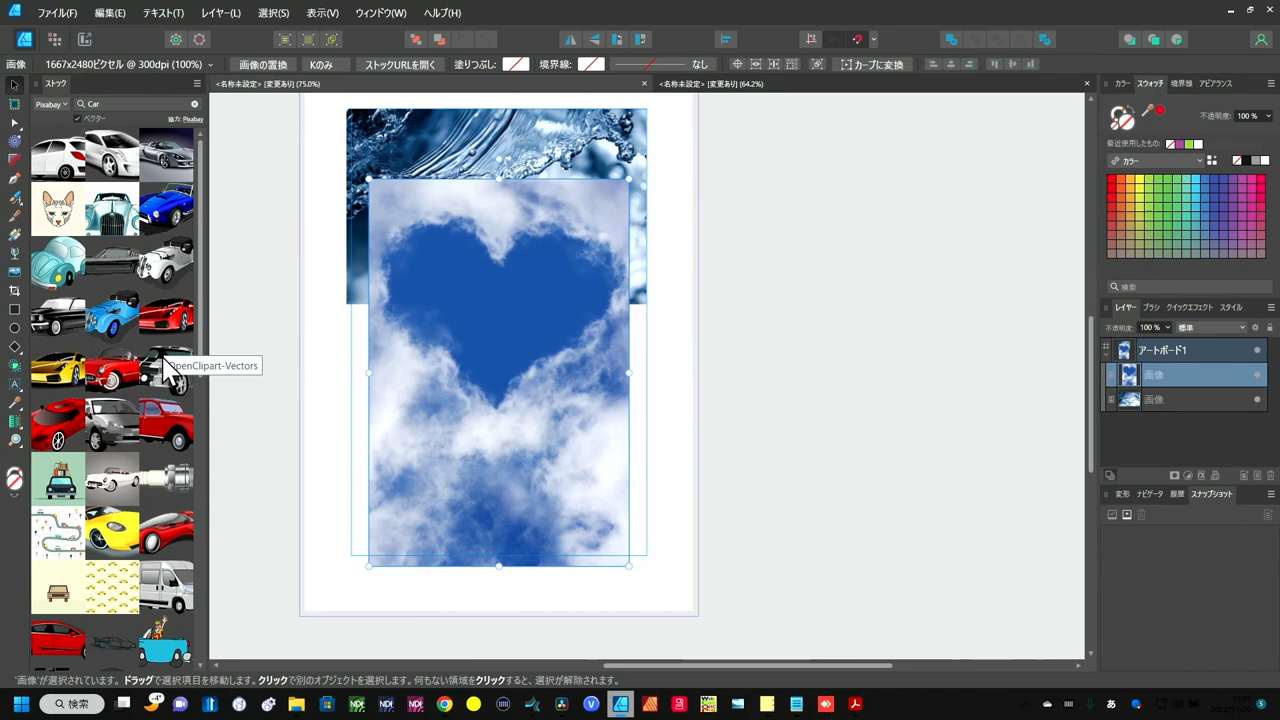 ファイル(F) 編集(E) テキスト(T) レイヤー(L) 選択(S) 表示(V) ウィンドウ(W) ヘルプ(H)
画像 1667x2480ピクセル @ 300dpi (100%) 画像の置換 Kのみ ストックURLを開く 塗りつぶし: 境界線: なし カーブに変換
ストック
Pixabay Car
ベクター 協力: Pixabay
OpenClipart-Vectors
<名称未設定> [変更あり] (75.0%) <名称未設定> [変更あり] (64.2%)
カラー スウォッチ 境界線 アピアランス
不透明度: 100 %
最近使用したもの:
カラー
検索
レイヤー ブラシ クイックエフェクト スタイル
不透明度: 100 % 標準
アートボード1
画像
画像
変形 ナビゲータ 履歴 スナップショット
'画像'が選択されています。ドラッグで選択項目を移動します。クリックで別のオブジェクトを選択します。何もない領域をクリックすると、選択が解除されます。
検索
-4°